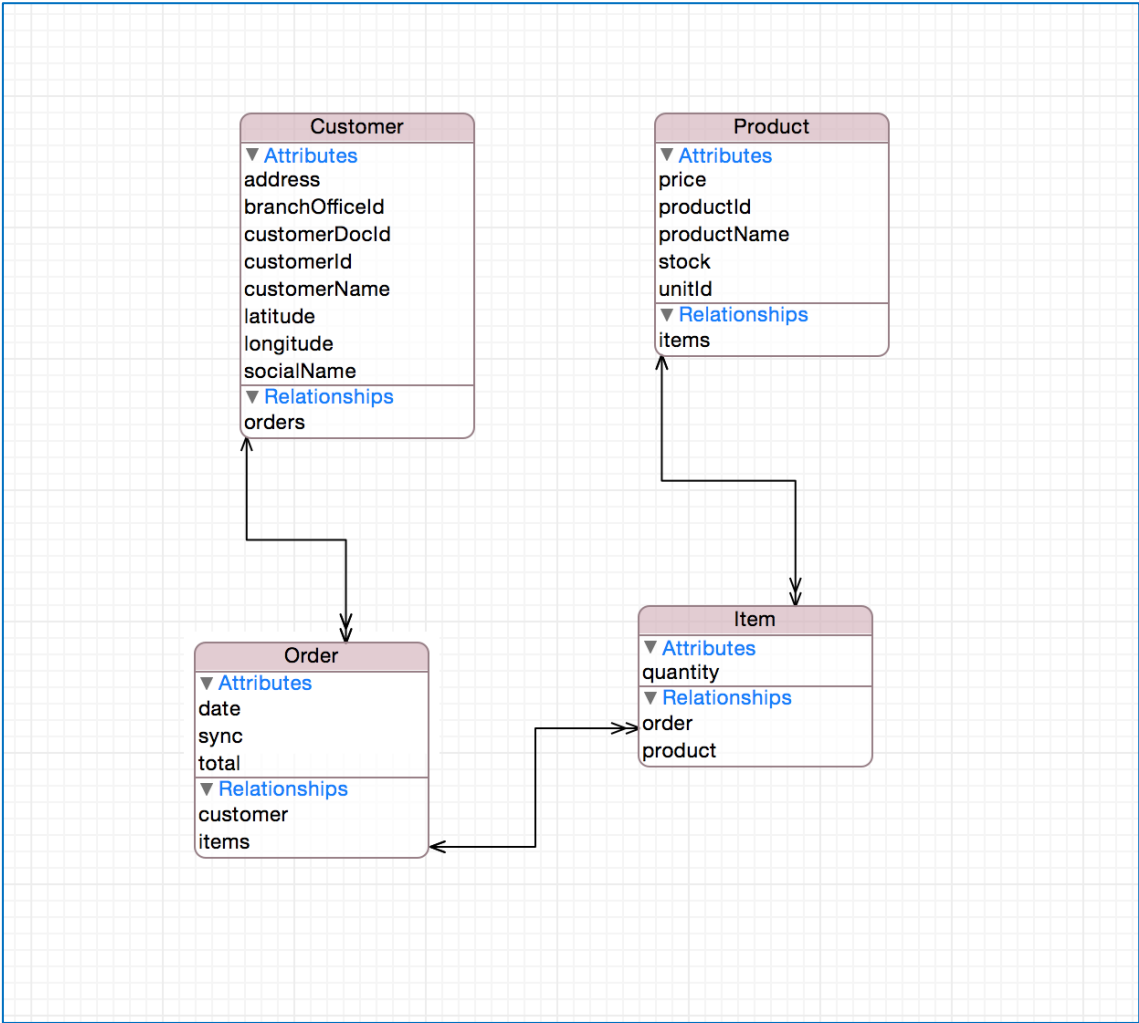 Customer
Attributes
address
branchOfficeId
customerDocId
customerId
customerName
latitude
longitude
socialName
Relationships
orders
Product
Attributes
price
productId
productName
stock
unitId
Relationships
items
Order
Attributes
date
sync
total
Relationships
customer
items
Item
Attributes
quantity
Relationships
order
product